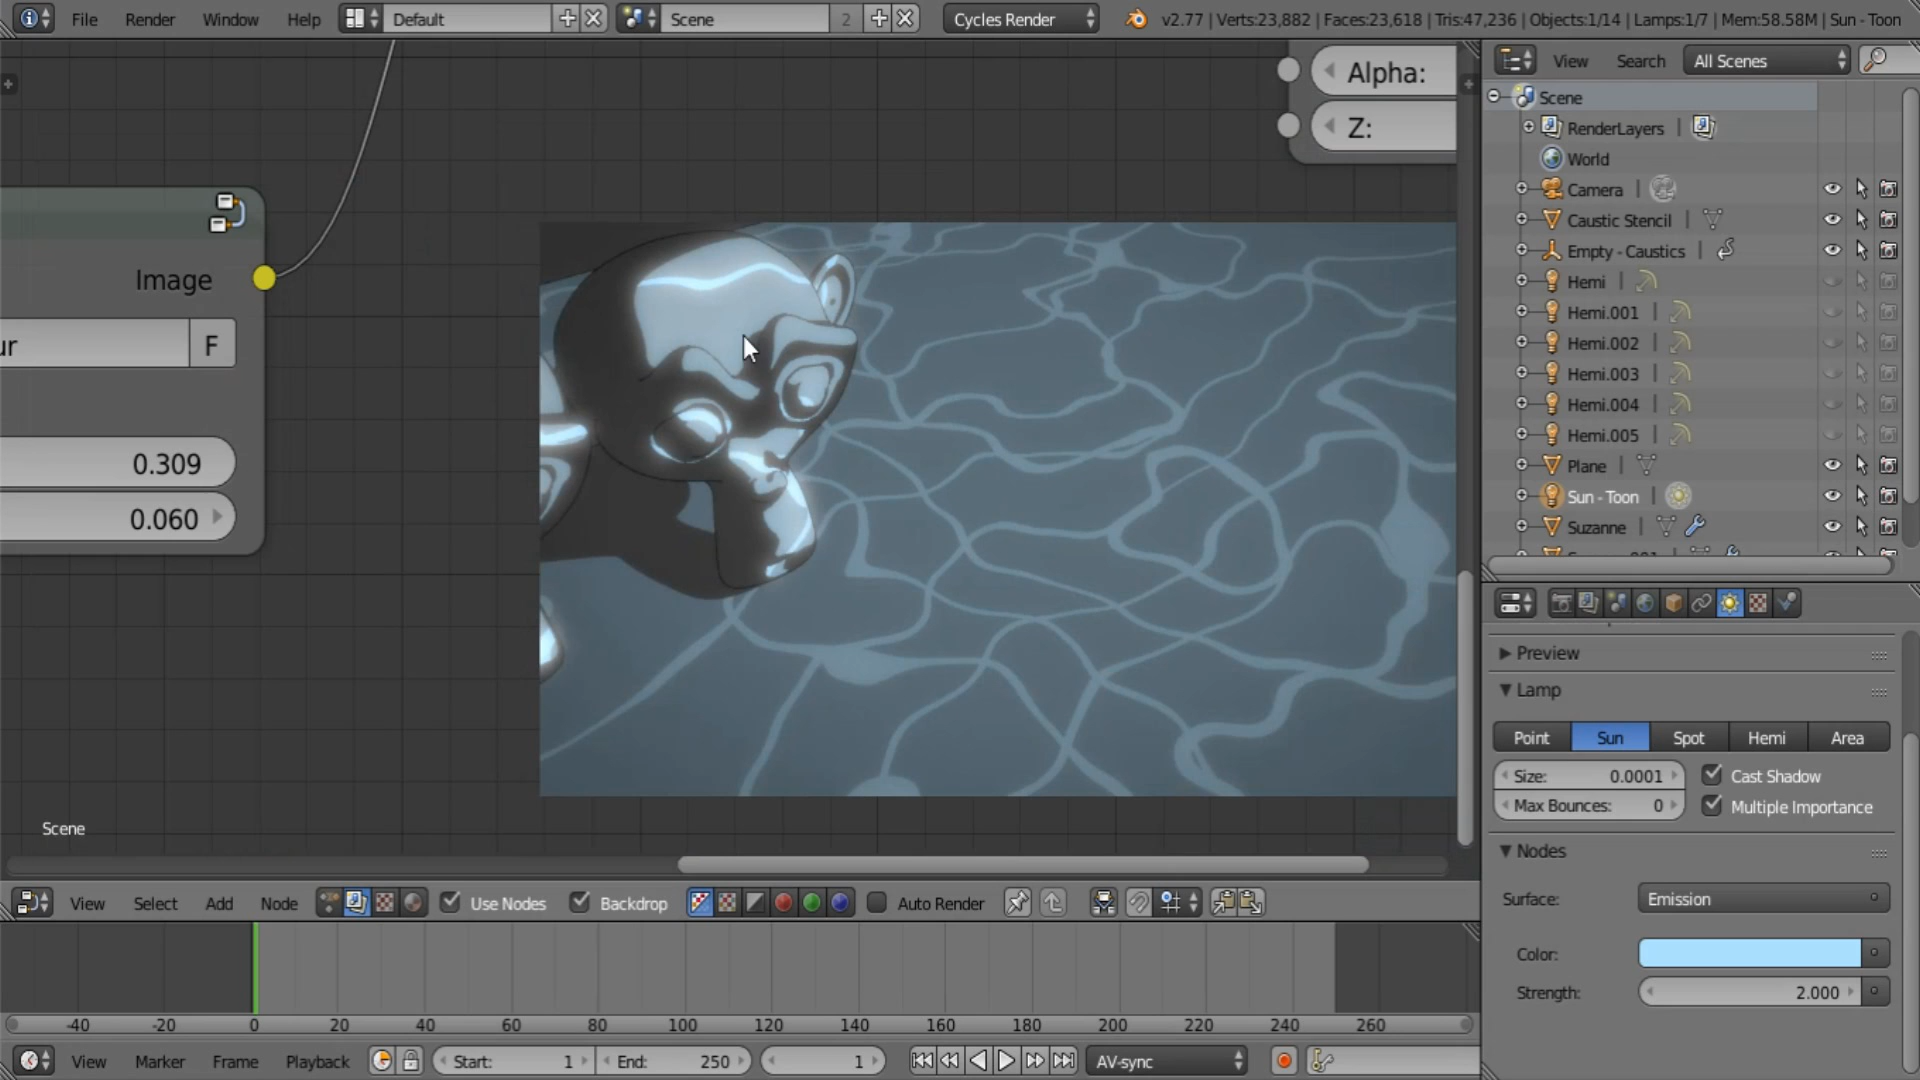 File Render Window Help Default Scene 2 Cycles Render v2.77 | Verts:23,882 | Faces:23,618 | Tris:47,236 | Objects:1/14 | Lamps:1/7 | Mem:58.58M | Sun - Toon
View Search All Scenes
Alpha:
Z:
Scene
RenderLayers
World
Camera
Caustic Stencil
Empty - Caustics
Hemi
Hemi.001
Hemi.002
Hemi.003
Hemi.004
Hemi.005
Plane
Sun - Toon
Suzanne
Image
ur F
0.309
0.060
Scene
Preview
Lamp
Point Sun Spot Hemi Area
Size: 0.0001 Cast Shadow
Max Bounces: 0 Multiple Importance
Nodes
Surface: Emission
Color:
Strength: 2.000
View Select Add Node Use Nodes Backdrop Auto Render
-40 -20 0 20 40 60 80 100 120 140 160 180 200 220 240 260
View Marker Frame Playback Start: 1 End: 250 1 AV-sync